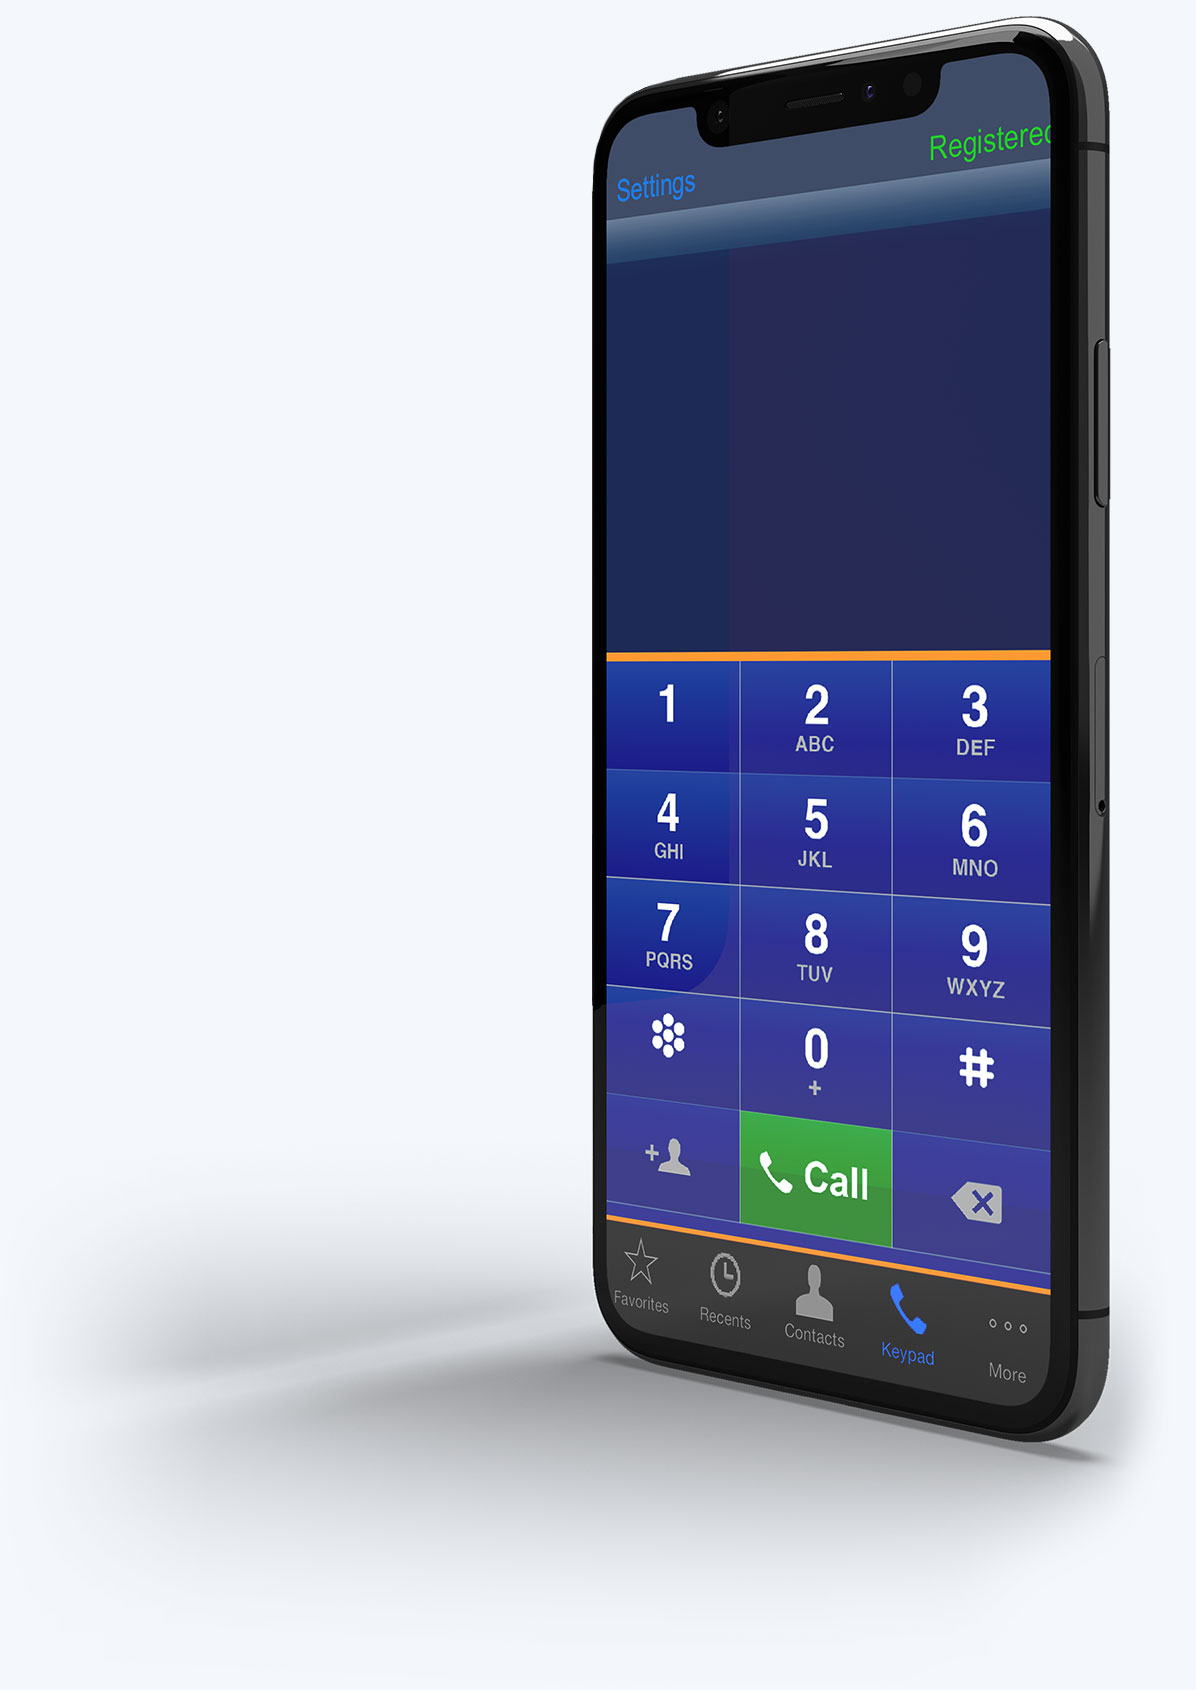 Registered
Settings
1
2
ABC
3
DEF
4
GHI
5
JKL
6
MNO
7
PQRS
8
TUV
9
WXYZ
*
0
+
#
+
Call
Favorites
Recents
Contacts
Keypad
More